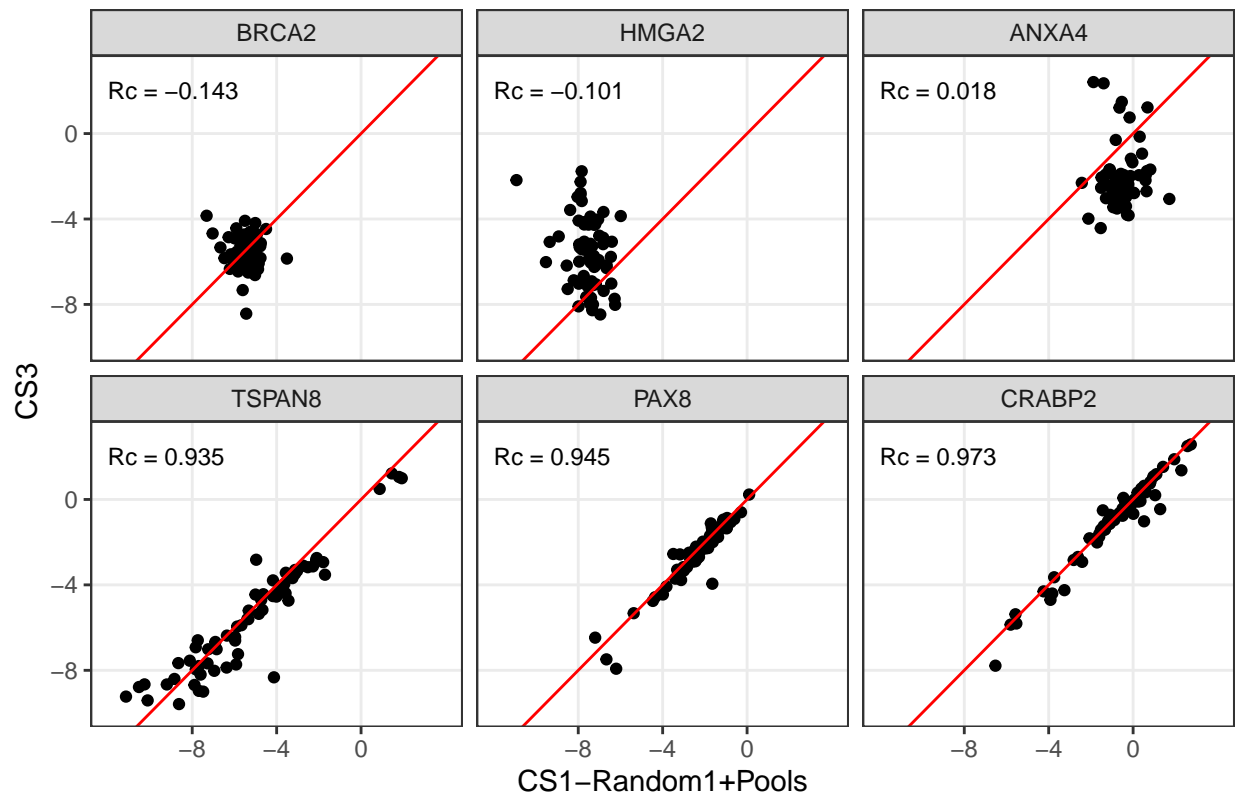 BRCA2
HMGA2
ANXA4
Rc = −0.143
Rc = −0.101
Rc = 0.018
0
−4
−8
CS3
TSPAN8
PAX8
CRABP2
Rc = 0.935
Rc = 0.945
Rc = 0.973
0
−4
−8
−8 −4 0
−8 −4 0
−8 −4 0
CS1−Random1+Pools